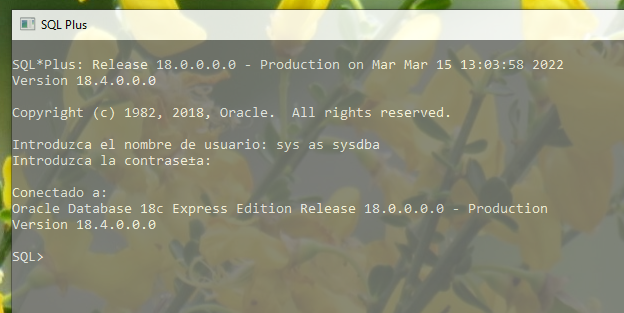 SQL Plus
SQL*Plus: Release 18.0.0.0.0 - Production on Mar Mar 15 13:03:58 2022
Version 18.4.0.0.0
Copyright (c) 1982, 2018, Oracle.  All rights reserved.
Introduzca el nombre de usuario: sys as sysdba
Introduzca la contrase±a:
Conectado a:
Oracle Database 18c Express Edition Release 18.0.0.0.0 - Production
Version 18.4.0.0.0
SQL>